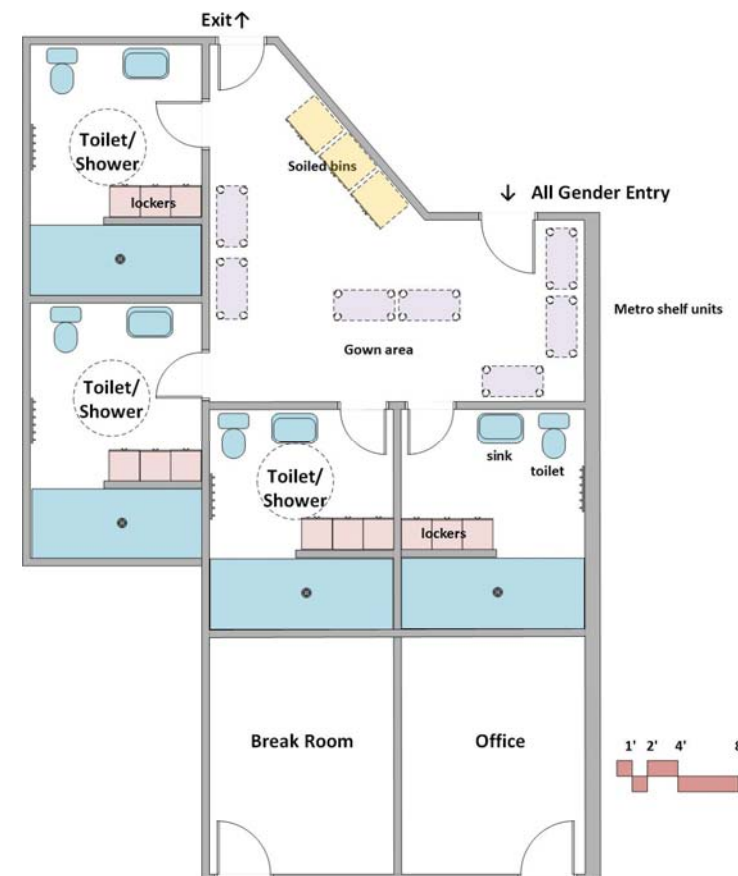 Exit↑
Toilet/
Shower
lockers
Soiled bins
↓ All Gender Entry
Metro shelf units
Gown area
Toilet/
Shower
Toilet/
Shower
sink
toilet
lockers
Break Room
Office
1' 2' 4' 8